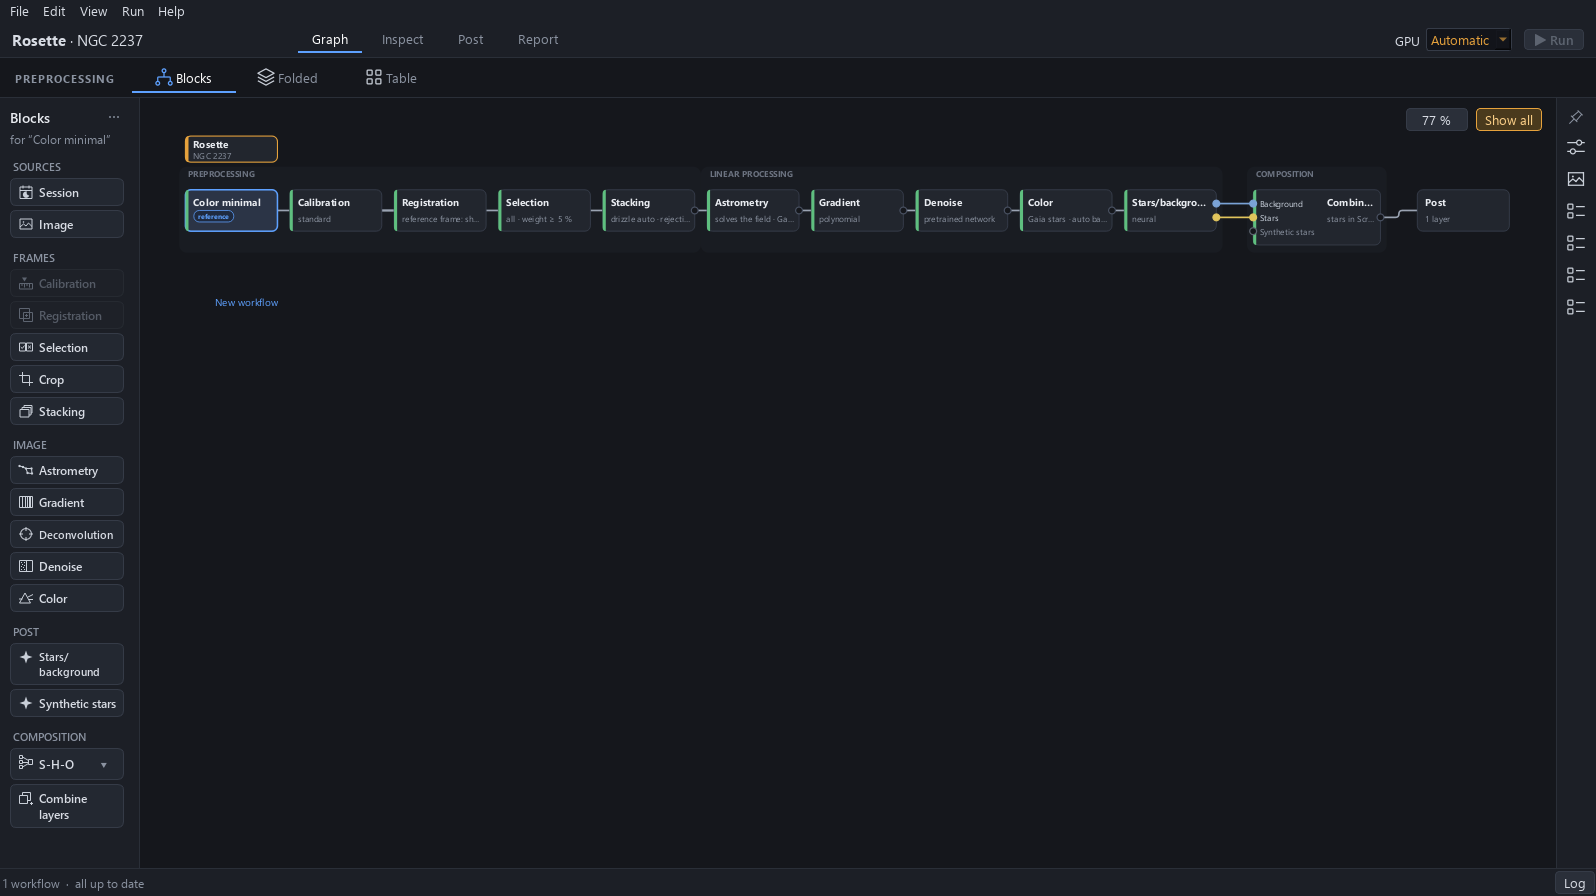 File Edit View Run Help
Rosette · NGC 2237
Graph Inspect Post Report
GPU Automatic Run
PREPROCESSING Blocks Folded Table
Blocks
for “Color minimal”
SOURCES
Session
Image
FRAMES
Calibration
Registration
Selection
Crop
Stacking
IMAGE
Astrometry
Gradient
Deconvolution
Denoise
Color
POST
Stars/
background
Synthetic stars
COMPOSITION
S-H-O
Combine
layers
77 % Show all
Rosette
NGC 2237
PREPROCESSING
Color minimal
reference
Calibration
standard
Registration
reference frame: sh...
Selection
all · weight ≥ 5 %
Stacking
drizzle auto · rejecti...
LINEAR PROCESSING
Astrometry
solves the field · Ga...
Gradient
polynomial
Denoise
pretrained network
Color
Gaia stars · auto ba...
Stars/backgro...
neural
COMPOSITION
Background
Stars
Synthetic stars
Combin...
stars in Scr...
Post
1 layer
New workflow
1 workflow · all up to date
Log